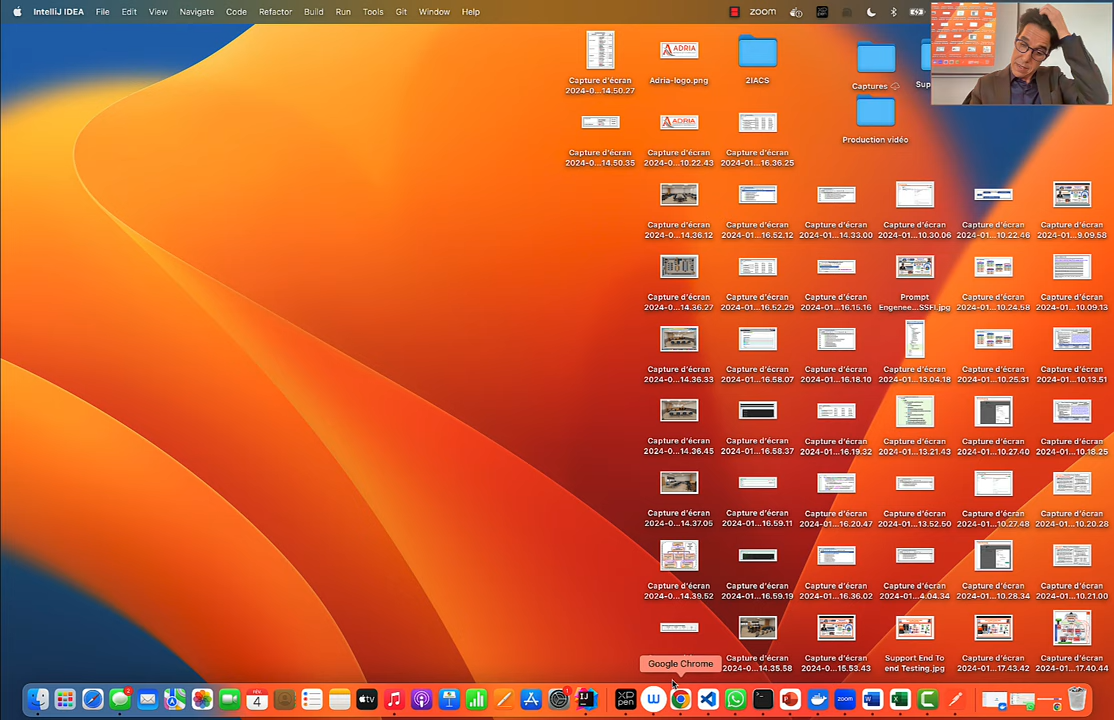 IntelliJ IDEA File Edit View Navigate Code Refactor Build Run Tools Git Window Help zoom
Capture d'écran
2024-0...14.50.27
ADRIA
Adria-logo.png
2IACS
Captures
Sup
Production vidéo
Capture d'écran
2024-0...14.50.35
ADRIA
Capture d'écran
2024-0...10.22.43
Capture d'écran
2024-01...16.36.25
Capture d'écran
2024-0...14.36.12
Capture d'écran
2024-01...16.52.12
Capture d'écran
2024-01...14.33.00
Capture d'écran
2024-01...10.30.06
Capture d'écran
2024-01...10.22.46
Capture d'écran
2024-01...9.09.58
Capture d'écran
2024-0...14.36.27
Capture d'écran
2024-01...16.52.29
Capture d'écran
2024-01...16.15.16
Prompt
Engenee...SSFI.jpg
Capture d'écran
2024-01...10.24.58
Capture d'écran
2024-01...10.09.13
Capture d'écran
2024-0...14.36.33
Capture d'écran
2024-01...16.58.07
Capture d'écran
2024-01...16.18.10
Capture d'écran
2024-01...13.04.18
Capture d'écran
2024-01...10.25.31
Capture d'écran
2024-01...10.13.51
Capture d'écran
2024-0...14.36.45
Capture d'écran
2024-01...16.58.37
Capture d'écran
2024-01...16.19.32
Capture d'écran
2024-01...13.21.43
Capture d'écran
2024-01...10.27.40
Capture d'écran
2024-01...10.18.25
Capture d'écran
2024-0...14.37.05
Capture d'écran
2024-01...16.59.11
Capture d'écran
2024-01...16.20.47
Capture d'écran
2024-01...13.52.50
Capture d'écran
2024-01...10.27.48
Capture d'écran
2024-01...10.20.28
Capture d'écran
2024-0...14.39.52
Capture d'écran
2024-01...16.59.19
Capture d'écran
2024-01...16.36.02
Capture d'écran
2024-01...4.04.34
Capture d'écran
2024-01...10.28.34
Capture d'écran
2024-01...10.21.00
Google Chrome
Capture d'écran
2024-0...14.35.58
Capture d'écran
2024-01...15.53.43
Support End To
end Testing.jpg
Capture d'écran
2024-01...17.43.42
Capture d'écran
2024-01...17.40.44
2
4
tv
1
IJ
XP
PEN
W
zoom
W
X